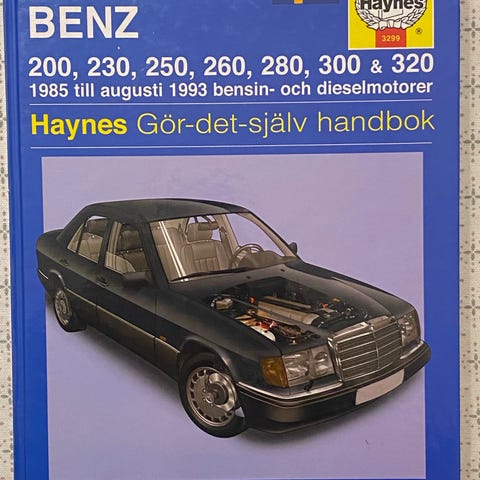 BENZ
Haynes
3299
®
200, 230, 250, 260, 280, 300 & 320
1985 till augusti 1993 bensin- och dieselmotorer
Haynes Gör-det-själv handbok